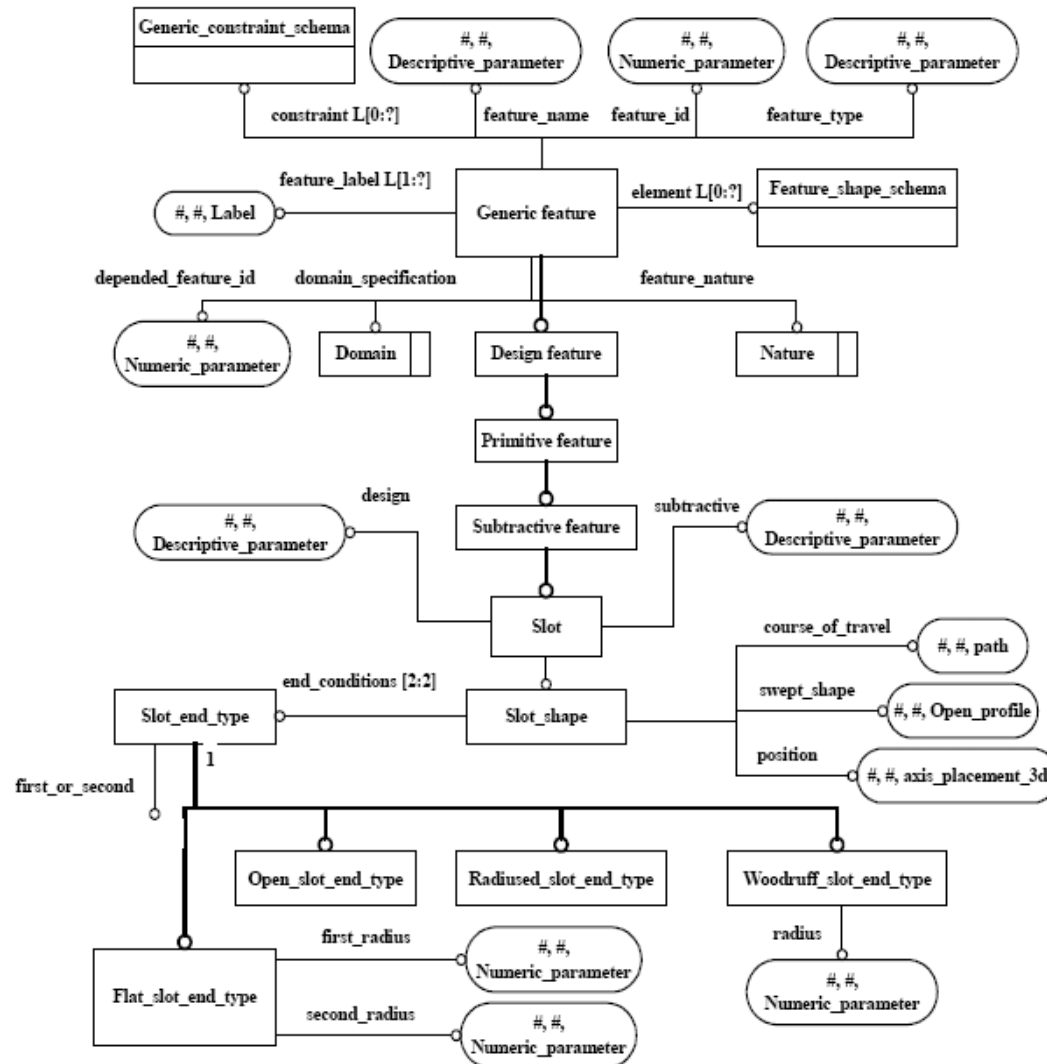 Generic_constraint_schema
#, #,
Descriptive_parameter
#, #,
Numeric_parameter
#, #,
Descriptive_parameter
constraint L[0:?]
feature_name
feature_id
feature_type
feature_label L[1:?]
element L[0:?]
Feature_shape_schema
#, #, Label
Generic feature
depended_feature_id
domain_specification
feature_nature
#, #,
Numeric_parameter
Domain
Design feature
Nature
Primitive feature
design
subtractive
#, #,
Descriptive_parameter
Subtractive feature
#, #,
Descriptive_parameter
Slot
course_of_travel
#, #, path
end_conditions [2:2]
swept_shape
Slot_end_type
Slot_shape
#, #, Open_profile
1
position
first_or_second
#, #, axis_placement_3d
Open_slot_end_type
Radiused_slot_end_type
Woodruff_slot_end_type
first_radius
#, #,
Numeric_parameter
radius
Flat_slot_end_type
#, #,
Numeric_parameter
second_radius
#, #,
Numeric_parameter